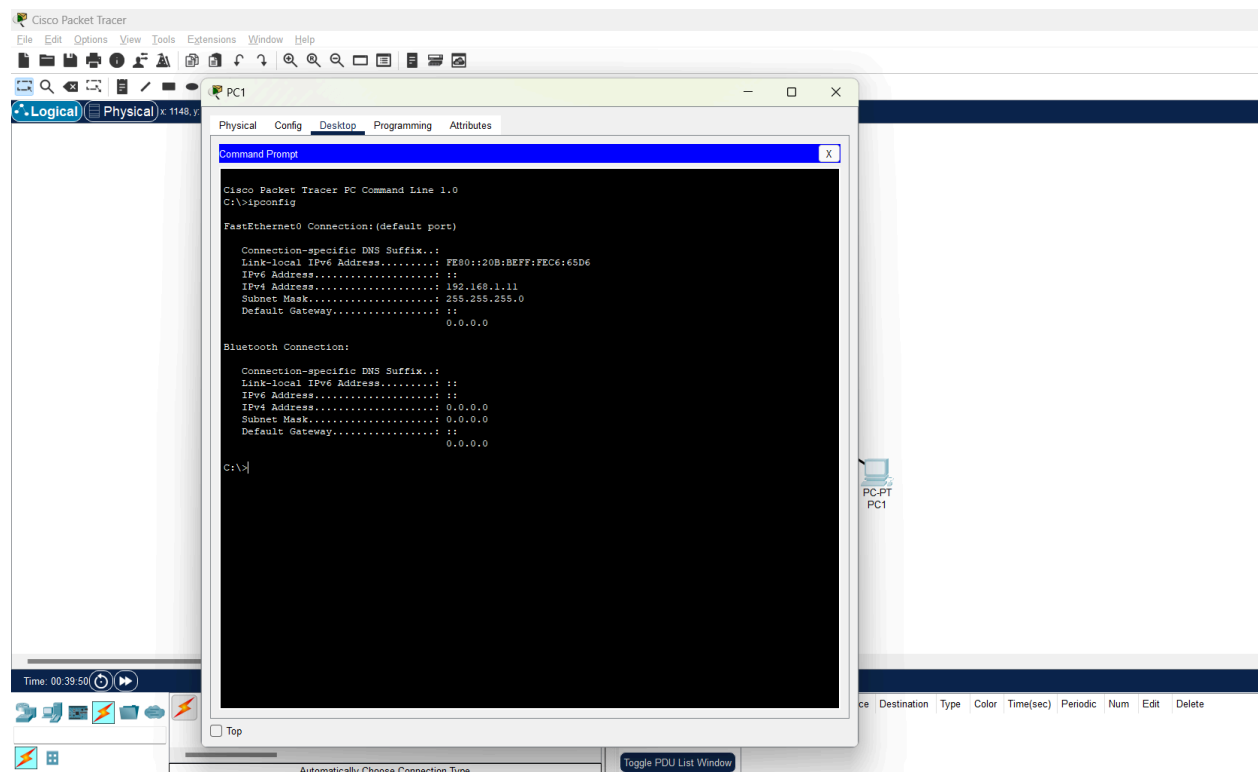 Cisco Packet Tracer
File Edit Options View Tools Extensions Window Help
Logical Physical x: 1148, y:
PC1
Physical Config Desktop Programming Attributes
Command Prompt
X
Cisco Packet Tracer PC Command Line 1.0
C:\>ipconfig
FastEthernet0 Connection:(default port)
Connection-specific DNS Suffix..:
Link-local IPv6 Address.........: FE80::20B:BEFF:FEC6:65D6
IPv6 Address....................: ::
IPv4 Address....................: 192.168.1.11
Subnet Mask.....................: 255.255.255.0
Default Gateway.................: ::
0.0.0.0
Bluetooth Connection:
Connection-specific DNS Suffix..:
Link-local IPv6 Address.........: ::
IPv6 Address....................: ::
IPv4 Address....................: 0.0.0.0
Subnet Mask.....................: 0.0.0.0
Default Gateway.................: ::
0.0.0.0
C:\>
PC-PT
PC1
Time: 00:39:50
ce Destination Type Color Time(sec) Periodic Num Edit Delete
Top
Toggle PDU List Window
Automatically Choose Connection Type